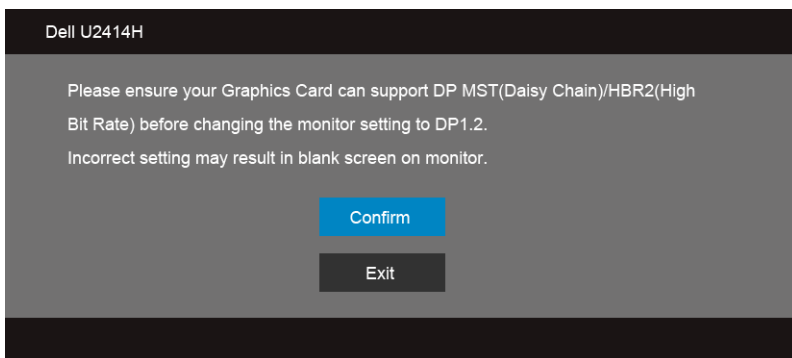 Dell U2414H
Please ensure your Graphics Card can support DP MST(Daisy Chain)/HBR2(High
Bit Rate) before changing the monitor setting to DP1.2.
Incorrect setting may result in blank screen on monitor.
Confirm
Exit